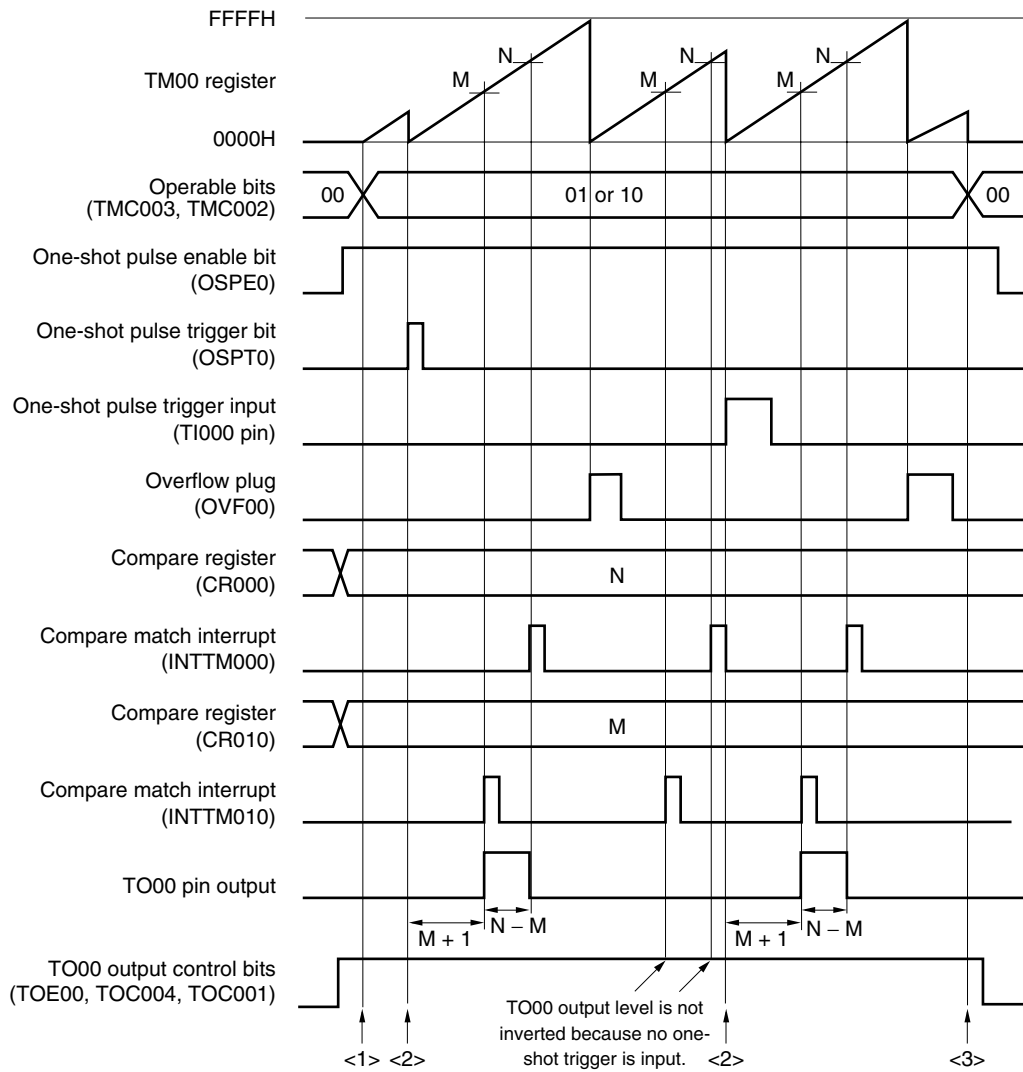 FFFFH
TM00 register
0000H
M
N
M
N
M
N
Operable bits
(TMC003, TMC002)
00
01 or 10
00
One-shot pulse enable bit
(OSPE0)
One-shot pulse trigger bit
(OSPT0)
One-shot pulse trigger input
(TI000 pin)
Overflow plug
(OVF00)
Compare register
(CR000)
N
Compare match interrupt
(INTTM000)
Compare register
(CR010)
M
Compare match interrupt
(INTTM010)
TO00 pin output
M + 1
N − M
M + 1
N − M
TO00 output control bits
(TOE00, TOC004, TOC001)
TO00 output level is not
inverted because no one-
shot trigger is input.
<1>
<2>
<2>
<3>